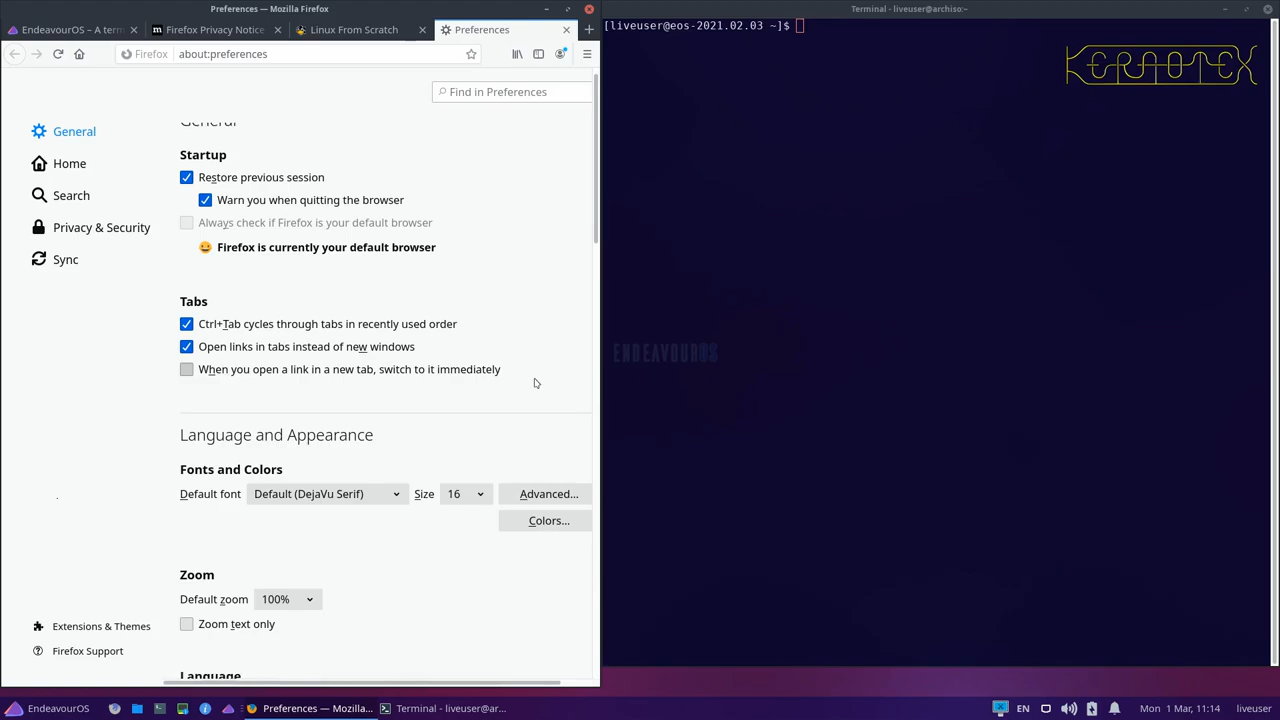 Preferences — Mozilla Firefox
EndeavourOS – A term
Firefox Privacy Notice
Linux From Scratch
Preferences
Firefox
about:preferences
Find in Preferences
General
Home
Search
Privacy & Security
Sync
Extensions & Themes
Firefox Support
General
Startup
Restore previous session
Warn you when quitting the browser
Always check if Firefox is your default browser
Firefox is currently your default browser
Tabs
Ctrl+Tab cycles through tabs in recently used order
Open links in tabs instead of new windows
When you open a link in a new tab, switch to it immediately
Language and Appearance
Fonts and Colors
Default font
Default (DejaVu Serif)
Size
16
Advanced...
Colors...
Zoom
Default zoom
100%
Zoom text only
Language
Terminal - liveuser@archiso:~
[liveuser@eos-2021.02.03 ~]$
KERNOTEX
ENDEAVOUROS
EndeavourOS
Preferences — Mozilla...
Terminal - liveuser@ar...
EN
Mon 1 Mar, 11:14
liveuser